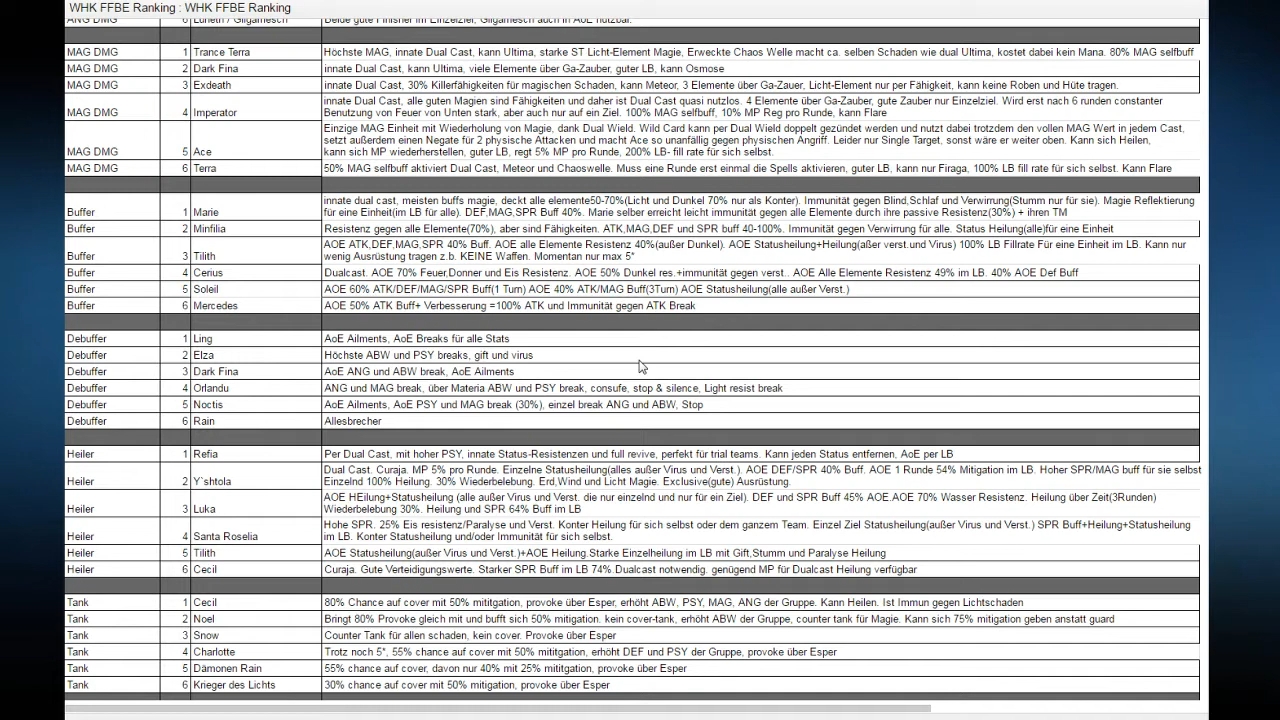 WHK FFBE Ranking : WHK FFBE Ranking
ANG DMG 6 Luneth / Gilgamesch Beide gute Finisher im Einzelziel, Gilgamesch auch in AoE nutzbar.
MAG DMG 1 Trance Terra Höchste MAG, innate Dual Cast, kann Ultima, starke ST Licht-Element Magie, Erweckte Chaos Welle macht ca. selben Schaden wie dual Ultima, kostet dabei kein Mana. 80% MAG selfbuff
MAG DMG 2 Dark Fina innate Dual Cast, kann Ultima, viele Elemente über Ga-Zauber, guter LB, kann Osmose
MAG DMG 3 Exdeath innate Dual Cast, 30% Killerfähigkeiten für magischen Schaden, kann Meteor, 3 Elemente über Ga-Zauer, Licht-Element nur per Fähigkeit, kann keine Roben und Hüte tragen.
innate Dual Cast, alle guten Magien sind Fähigkeiten und daher ist Dual Cast quasi nutzlos. 4 Elemente über Ga-Zauber, gute Zauber nur Einzelziel. Wird erst nach 6 runden constanter
MAG DMG 4 Imperator Benutzung von Feuer von Unten stark, aber auch nur auf ein Ziel. 100% MAG selfbuff, 10% MP Reg pro Runde, kann Flare
Einzige MAG Einheit mit Wiederholung von Magie, dank Dual Wield. Wild Card kann per Dual Wield doppelt gezündet werden und nutzt dabei trotzdem den vollen MAG Wert in jedem Cast,
setzt außerdem einen Negate für 2 physische Attacken und macht Ace so unanfällig gegen physischen Angriff. Leider nur Single Target, sonst wäre er weiter oben. Kann sich Heilen,
MAG DMG 5 Ace kann sich MP wiederherstellen, guter LB, regt 5% MP pro Runde, 200% LB- fill rate für sich selbst.
MAG DMG 6 Terra 50% MAG selfbuff aktiviert Dual Cast, Meteor und Chaoswelle. Muss eine Runde erst einmal die Spells aktivieren, guter LB, kann nur Firaga, 100% LB fill rate für sich selbst. Kann Flare
innate dual cast, meisten buffs magie, deckt alle elemente50-70%(Licht und Dunkel 70% nur als Konter). Immunität gegen Blind,Schlaf und Verwirrung(Stumm nur für sie). Magie Reflektierung
Buffer 1 Marie für eine Einheit(im LB für alle). DEF,MAG,SPR Buff 40%. Marie selber erreicht leicht immunität gegen alle Elemente durch ihre passive Resistenz(30%) + ihren TM
Buffer 2 Minfilia Resistenz gegen alle Elemente(70%), aber sind Fähigkeiten. ATK,MAG,DEF und SPR buff 40-100%. Immunität gegen Verwirrung für alle. Status Heilung(alle)für eine Einheit
AOE ATK,DEF,MAG,SPR 40% Buff. AOE alle Elemente Resistenz 40%(außer Dunkel). AOE Statusheilung+Heilung(außer verst.und Virus) 100% LB Fillrate Für eine Einheit im LB. Kann nur
Buffer 3 Tilith wenig Ausrüstung tragen z.b. KEINE Waffen. Momentan nur max 5*
Buffer 4 Cerius Dualcast. AOE 70% Feuer,Donner und Eis Resistenz. AOE 50% Dunkel res.+immunität gegen verst.. AOE Alle Elemente Resistenz 49% im LB. 40% AOE Def Buff
Buffer 5 Soleil AOE 60% ATK/DEF/MAG/SPR Buff(1 Turn) AOE 40% ATK/MAG Buff(3Turn) AOE Statusheilung(alle außer Verst.)
Buffer 6 Mercedes AOE 50% ATK Buff+ Verbesserung =100% ATK und Immunität gegen ATK Break
Debuffer 1 Ling AoE Ailments, AoE Breaks für alle Stats
Debuffer 2 Elza Höchste ABW und PSY breaks, gift und virus
Debuffer 3 Dark Fina AoE ANG und ABW break, AoE Ailments
Debuffer 4 Orlandu ANG und MAG break, über Materia ABW und PSY break, consufe, stop & silence, Light resist break
Debuffer 5 Noctis AoE Ailments, AoE PSY und MAG break (30%), einzel break ANG und ABW, Stop
Debuffer 6 Rain Allesbrecher
Heiler 1 Refia Per Dual Cast, mit hoher PSY, innate Status-Resistenzen und full revive, perfekt für trial teams. Kann jeden Status entfernen, AoE per LB
Dual Cast. Curaja. MP 5% pro Runde. Einzelne Statusheilung(alles außer Virus und Verst.). AOE DEF/SPR 40% Buff. AOE 1 Runde 54% Mitigation im LB. Hoher SPR/MAG buff für sie selbst
Heiler 2 Y`shtola Einzelnd 100% Heilung. 30% Wiederbelebung. Erd,Wind und Licht Magie. Exclusive(gute) Ausrüstung.
AOE HEilung+Statusheilung (alle außer Virus und Verst. die nur einzelnd und nur für ein Ziel). DEF und SPR Buff 45% AOE.AOE 70% Wasser Resistenz. Heilung über Zeit(3Runden)
Heiler 3 Luka Wiederbelebung 30%. Heilung und SPR 64% Buff im LB
Hohe SPR. 25% Eis resistenz/Paralyse und Verst. Konter Heilung für sich selbst oder dem ganzem Team. Einzel Ziel Statusheilung(außer Virus und Verst.) SPR Buff+Heilung+Statusheilung
Heiler 4 Santa Roselia im LB. Konter Statusheilung und/oder Immunität für sich selbst.
Heiler 5 Tilith AOE Statusheilung(außer Virus und Verst.)+AOE Heilung.Starke Einzelheilung im LB mit Gift,Stumm und Paralyse Heilung
Heiler 6 Cecil Curaja. Gute Verteidigungswerte. Starker SPR Buff im LB 74%.Dualcast notwendig. genügend MP für Dualcast Heilung verfügbar
Tank 1 Cecil 80% Chance auf cover mit 50% mititgation, provoke über Esper, erhöht ABW, PSY, MAG, ANG der Gruppe. Kann Heilen. Ist Immun gegen Lichtschaden
Tank 2 Noel Bringt 80% Provoke gleich mit und bufft sich 50% mitigation. kein cover-tank, erhöht ABW der Gruppe, counter tank für Magie. Kann sich 75% mitigation geben anstatt guard
Tank 3 Snow Counter Tank für allen schaden, kein cover. Provoke über Esper
Tank 4 Charlotte Trotz noch 5*, 55% chance auf cover mit 50% mititgation, erhöht DEF und PSY der Gruppe, provoke über Esper
Tank 5 Dämonen Rain 55% chance auf cover, davon nur 40% mit 25% mititgation, provoke über Esper
Tank 6 Krieger des Lichts 30% chance auf cover mit 50% mitigation, provoke über Esper